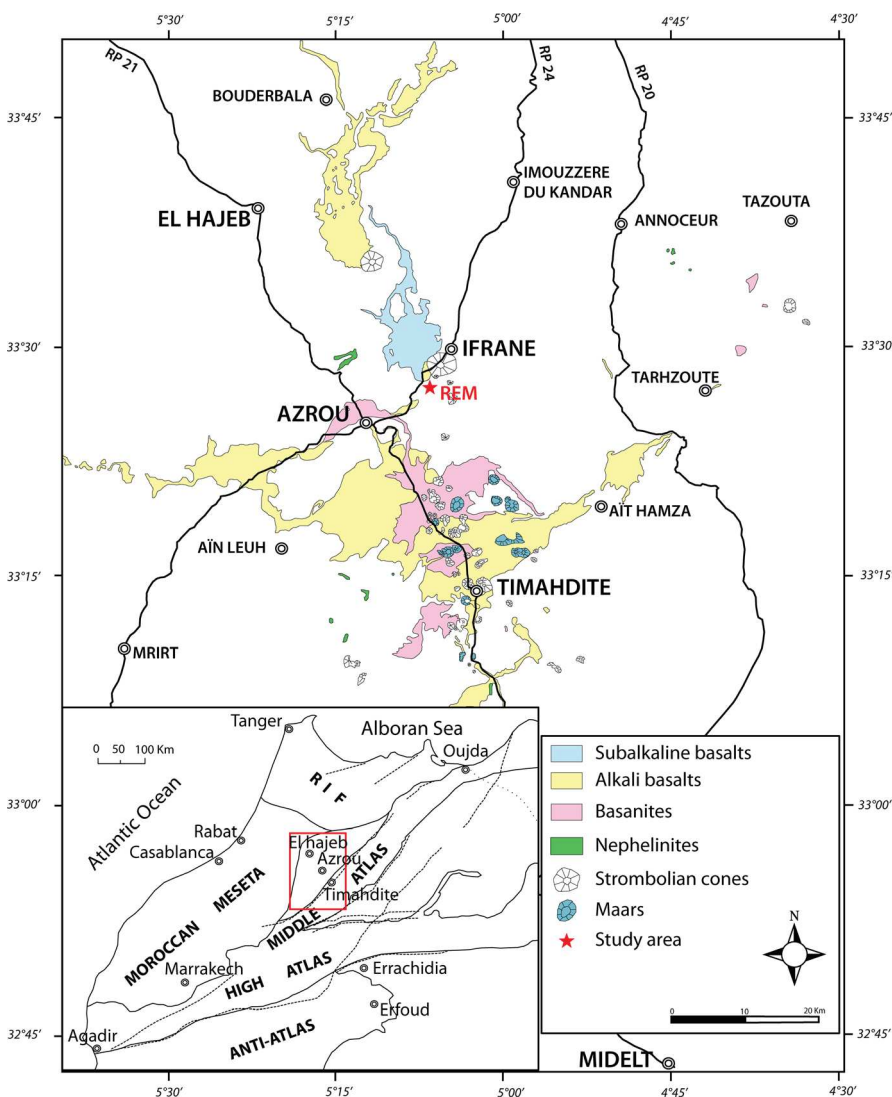 5°30'
5°15'
5°00'
4°45'
4°30'
RP 21
RP 24
RP 20
BOUDERBALA
33°45'
33°45'
IMOUZZERE
DU KANDAR
TAZOUTA
EL HAJEB
ANNOCEUR
33°30'
IFRANE
33°30'
TARHZOUTE
REM
AZROU
AÏT HAMZA
AÏN LEUH
33°15'
33°15'
TIMAHDITE
MRIRT
Tanger
Alboran Sea
Oujda
0 50 100 Km
RIF
Atlantic Ocean
Rabat
Casablanca
El hajeb
Azrou
Timahdite
MOROCCAN MESETA
MIDDLE ATLAS
HIGH ATLAS
Marrakech
Errachidia
Erfoud
Agadir
ANTI-ATLAS
Subalkaline basalts
Alkali basalts
Basanites
Nephelinites
Strombolian cones
Maars
Study area
N
0 10 20 Km
33°00'
33°00'
32°45'
32°45'
MIDELT
5°30'
5°15'
5°00'
4°45'
4°30'